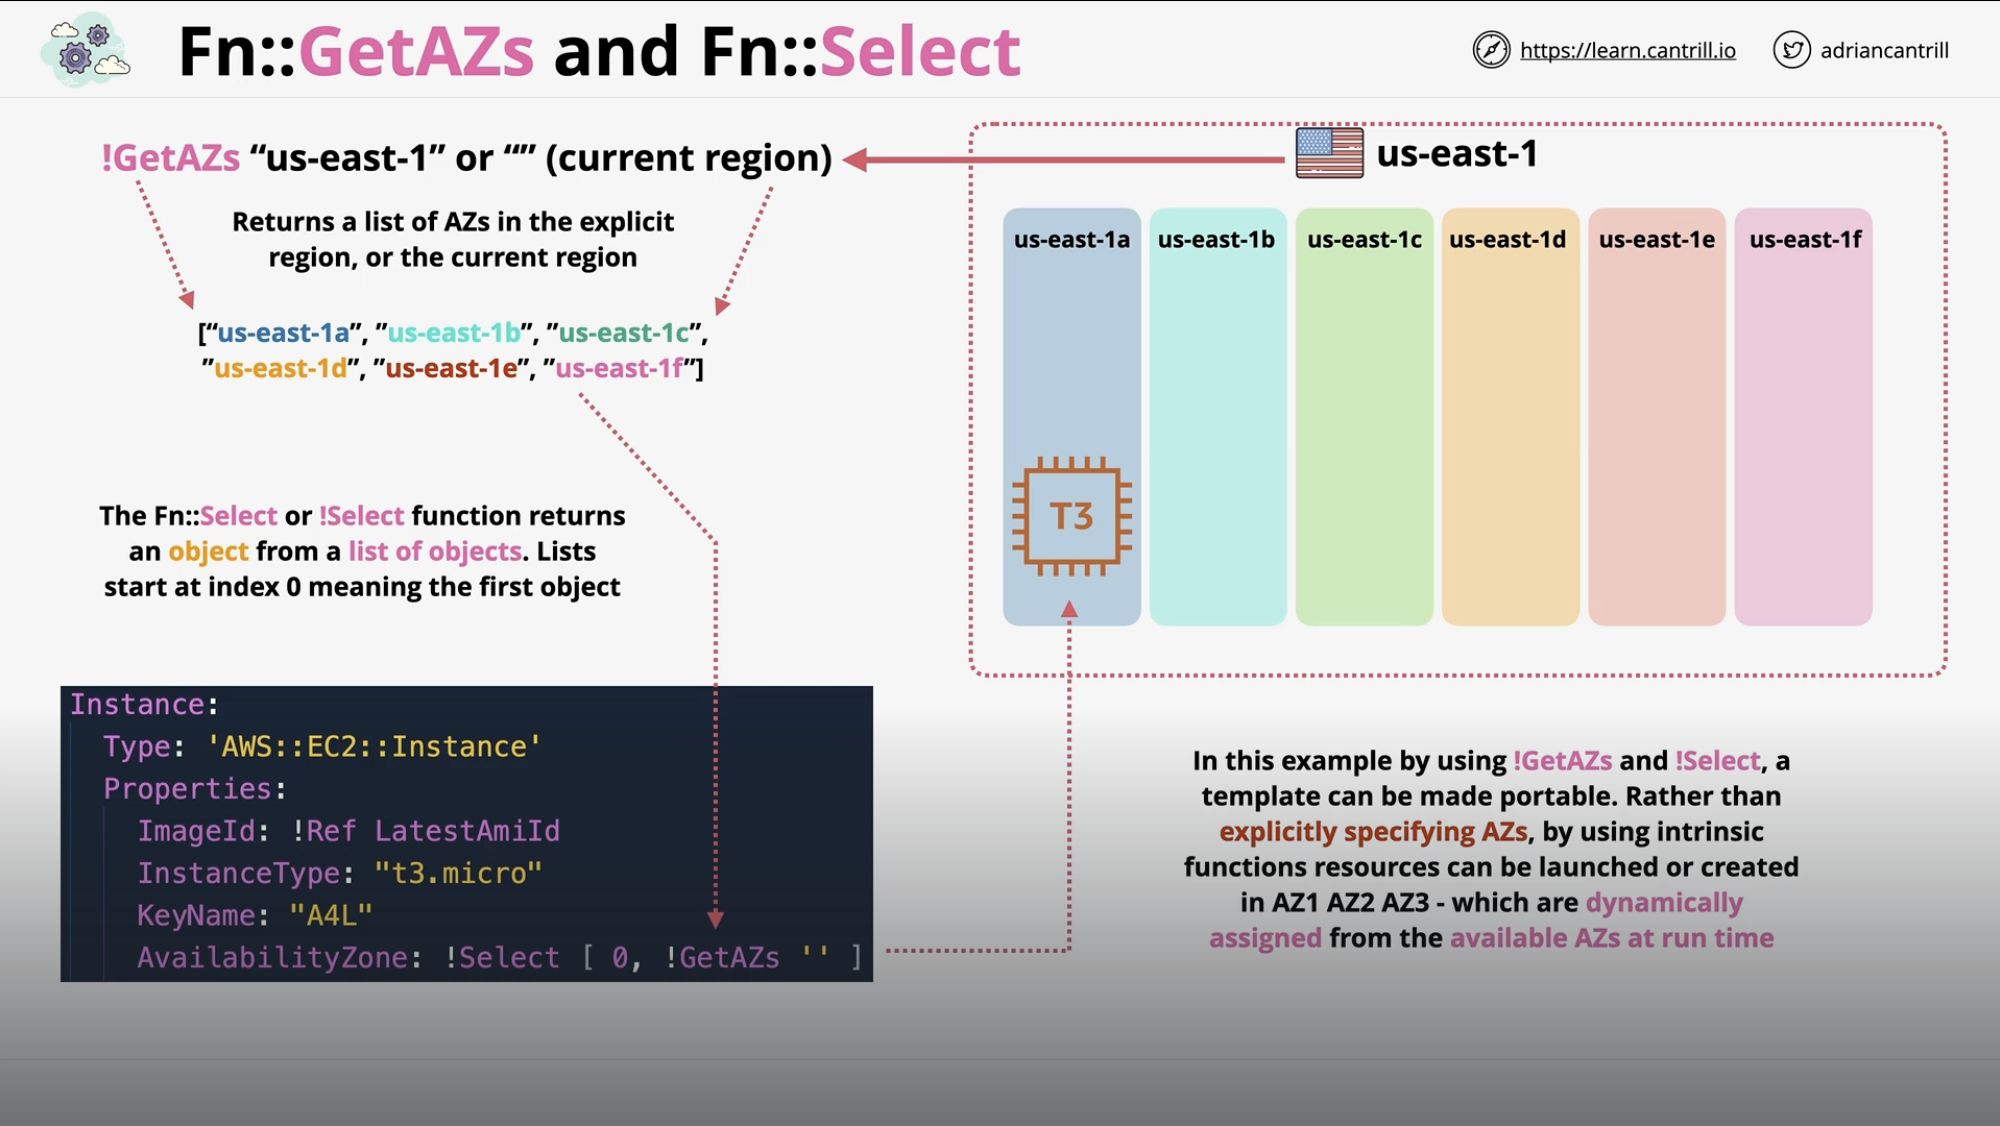 Fn::GetAZs and Fn::Select
https://learn.cantrill.io
adriancantrill
!GetAZs “us-east-1” or “” (current region)
Returns a list of AZs in the explicit
region, or the current region
[“us-east-1a”, ”us-east-1b”, ”us-east-1c”,
”us-east-1d”, ”us-east-1e”, ”us-east-1f”]
The Fn::Select or !Select function returns
an object from a list of objects. Lists
start at index 0 meaning the first object
Instance:
Type: 'AWS::EC2::Instance'
Properties:
ImageId: !Ref LatestAmiId
InstanceType: "t3.micro"
KeyName: "A4L"
AvailabilityZone: !Select [ 0, !GetAZs '' ]
us-east-1
us-east-1a
us-east-1b
us-east-1c
us-east-1d
us-east-1e
us-east-1f
T3
In this example by using !GetAZs and !Select, a
template can be made portable. Rather than
explicitly specifying AZs, by using intrinsic
functions resources can be launched or created
in AZ1 AZ2 AZ3 - which are dynamically
assigned from the available AZs at run time